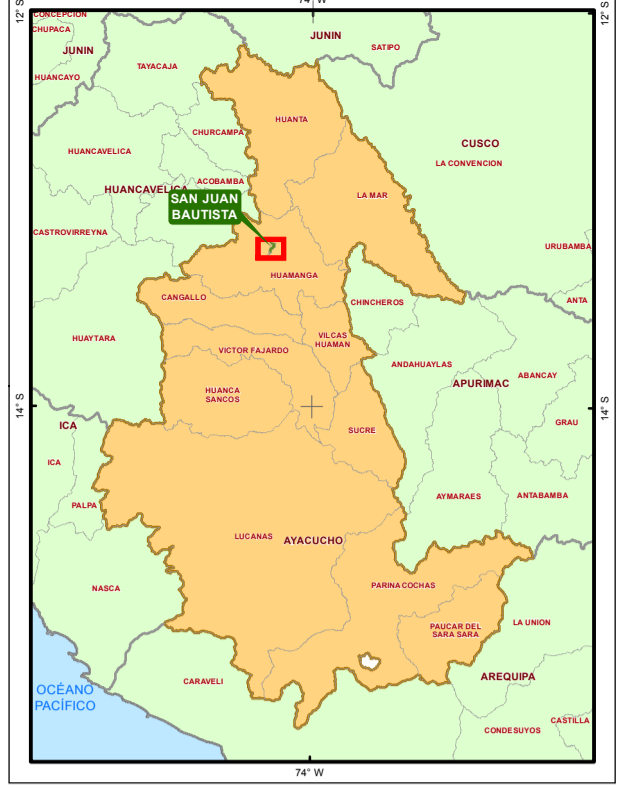 74° W
12° S
12° S
CONCEPCION
CHUPACA
JUNIN
JUNIN
SATIPO
TAYACAJA
HUANCAYO
HUANTA
CHURCAMPA
CUSCO
HUANCAVELICA
LA CONVENCION
ACOBAMBA
HUANCAVELICA
LA MAR
SAN JUAN
BAUTISTA
CASTROVIRREYNA
URUBAMBA
HUAMANGA
CANGALLO
CHINCHEROS
ANTA
HUAYTARA
VILCAS
HUAMAN
VICTOR FAJARDO
ANDAHUAYLAS
ABANCAY
APURIMAC
HUANCA
SANCOS
14° S
14° S
GRAU
ICA
SUCRE
ICA
AYMARAES
ANTABAMBA
PALPA
LUCANAS
AYACUCHO
NASCA
PARINACOCHAS
PAUCAR DEL
SARA SARA
LA UNION
CARAVELI
AREQUIPA
OCÉANO
PACÍFICO
CASTILLA
CONDESUYOS
74° W